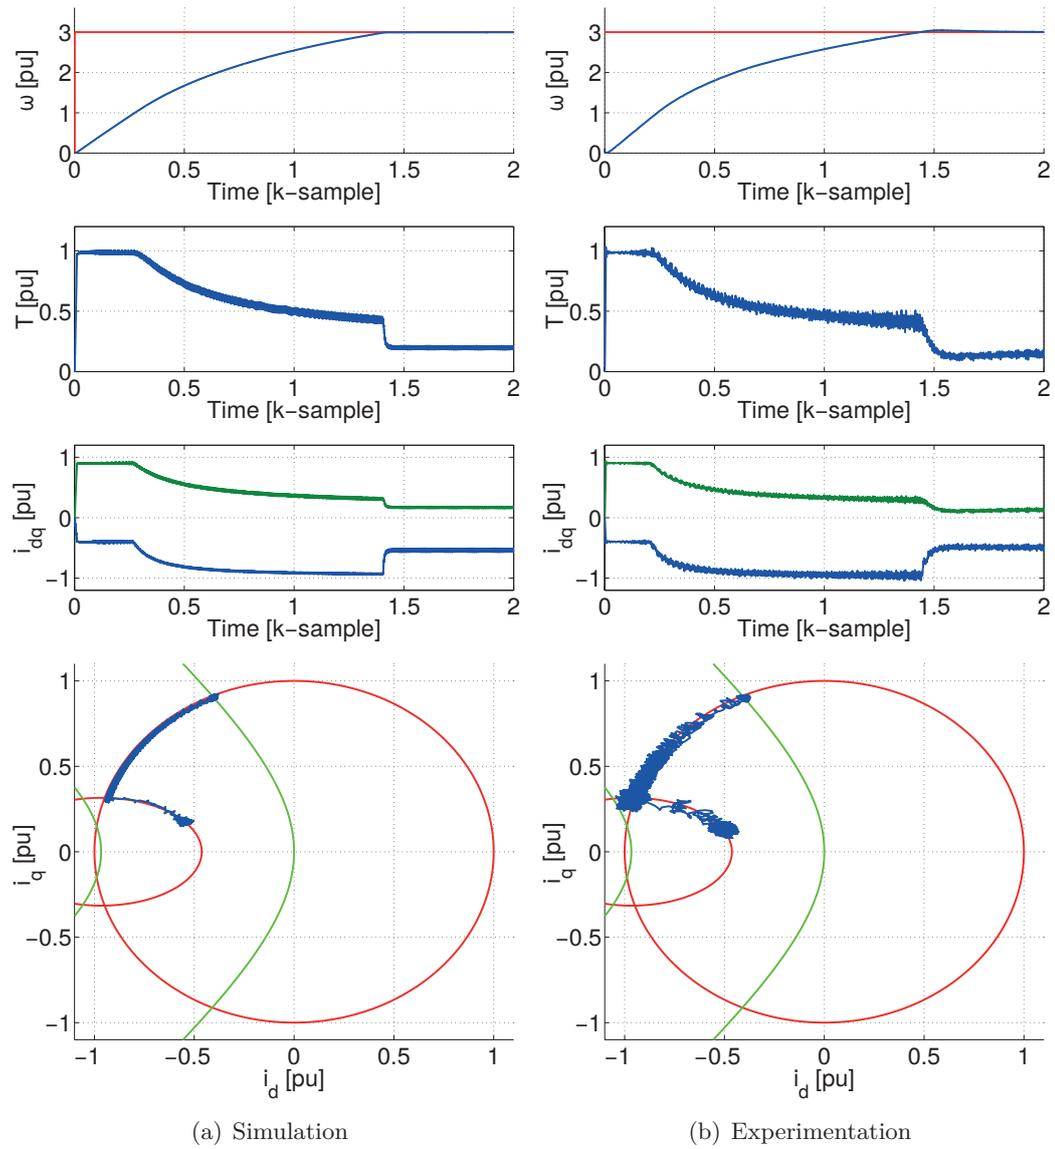 3
2
1
0
ω [pu]
0 0.5 1 1.5 2
Time [k−sample]
3
2
1
0
ω [pu]
0 0.5 1 1.5 2
Time [k−sample]
1
0.5
0
T [pu]
0 0.5 1 1.5 2
Time [k−sample]
1
0.5
0
T [pu]
0 0.5 1 1.5 2
Time [k−sample]
1
0
−1
i_dq [pu]
0 0.5 1 1.5 2
Time [k−sample]
1
0
−1
i_dq [pu]
0 0.5 1 1.5 2
Time [k−sample]
1
0.5
0
−0.5
−1
i_q [pu]
−1 −0.5 0 0.5 1
i_d [pu]
1
0.5
0
−0.5
−1
i_q [pu]
−1 −0.5 0 0.5 1
i_d [pu]
(a) Simulation
(b) Experimentation